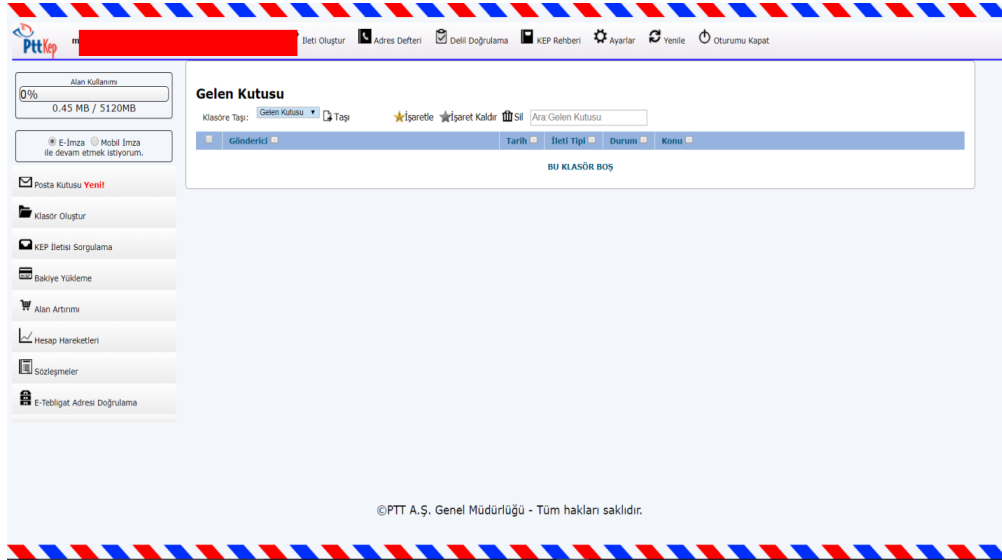 PttKep
m
İleti Oluştur Adres Defteri Delil Doğrulama KEP Rehberi Ayarlar Yenile Oturumu Kapat
Alan Kullanımı
0%
0.45 MB / 5120MB
E-İmza Mobil İmza
ile devam etmek istiyorum.
Posta Kutusu Yeni!
Klasör Oluştur
KEP İletisi Sorgulama
Bakiye Yükleme
Alan Artırımı
Hesap Hareketleri
Sözleşmeler
E-Tebligat Adresi Doğrulama
Gelen Kutusu
Klasöre Taşı: Gelen Kutusu Taşı İşaretle İşaret Kaldır Sil Ara:Gelen Kutusu
Gönderici Tarih İleti Tipi Durum Konu
BU KLASÖR BOŞ
©PTT A.Ş. Genel Müdürlüğü - Tüm hakları saklıdır.